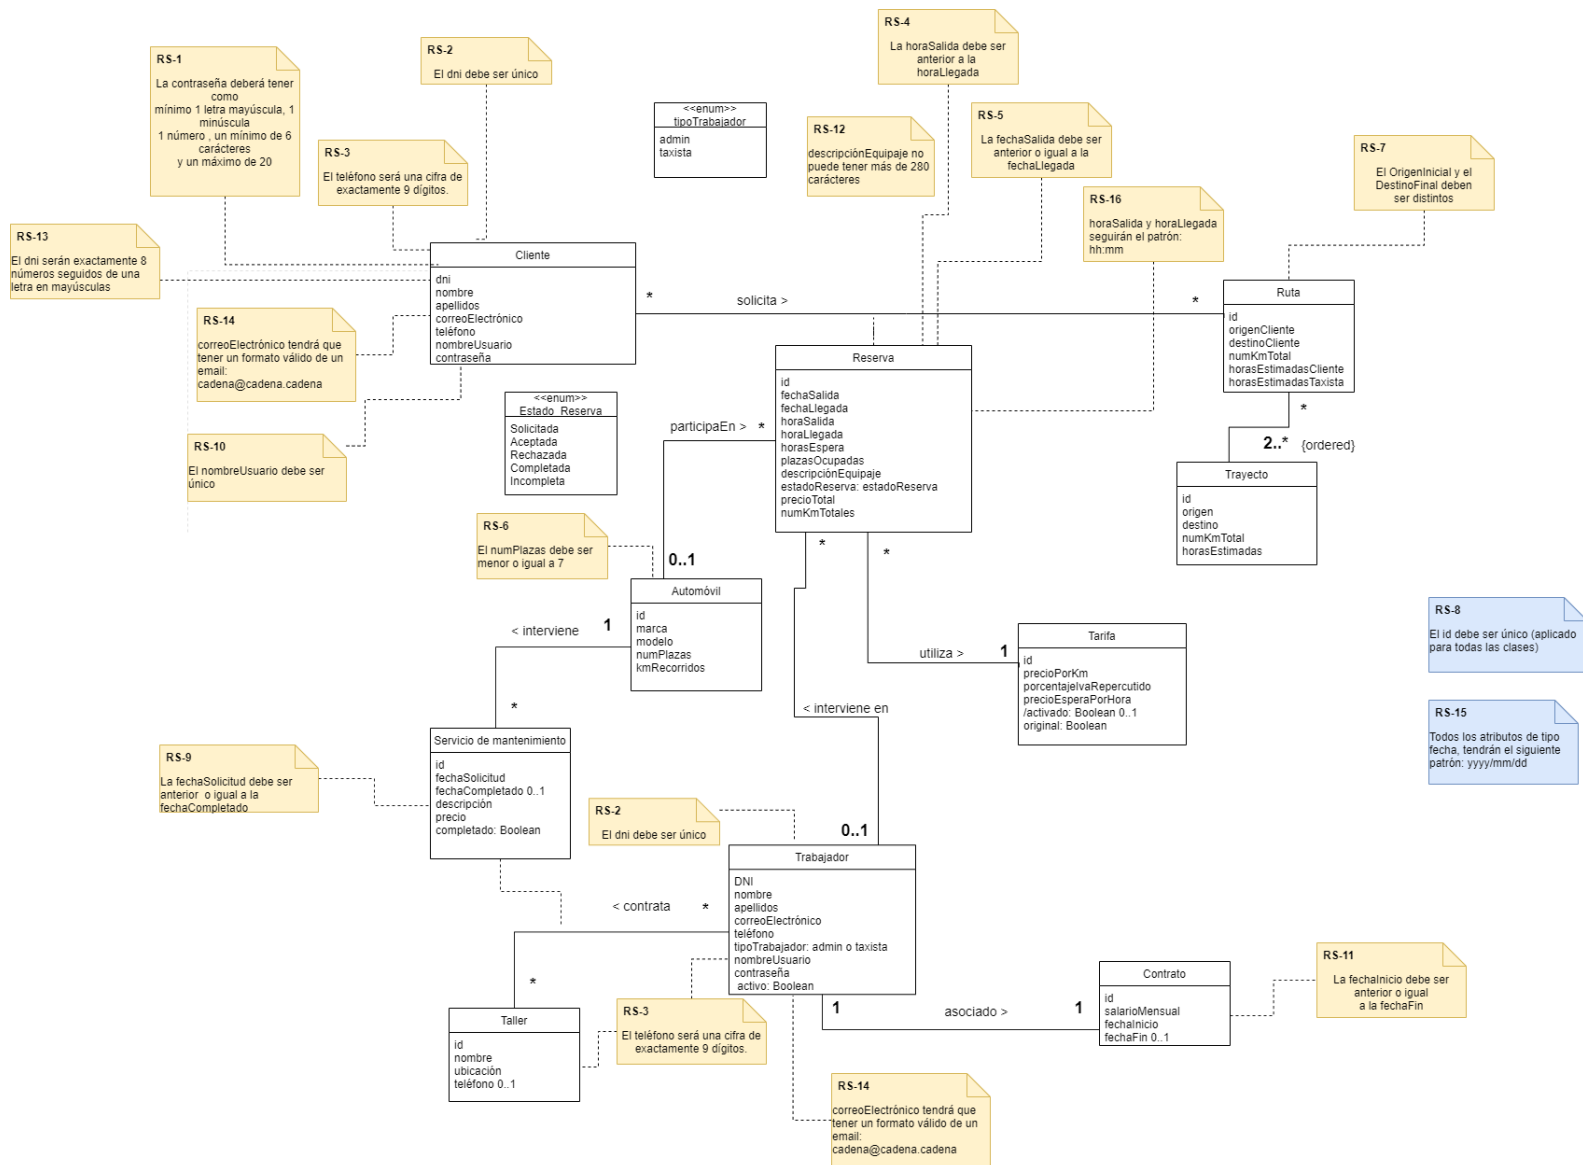 RS-1
La contraseña deberá tener
como
mínimo 1 letra mayúscula, 1
minúscula
1 número , un mínimo de 6
carácteres
y un máximo de 20
RS-2
El dni debe ser único
RS-3
El teléfono será una cifra de
exactamente 9 dígitos.
<<enum>>
tipoTrabajador
admin
taxista
RS-4
La horaSalida debe ser
anterior a la
horaLlegada
RS-12
descripciónEquipaje no
puede tener más de 280
carácteres
RS-5
La fechaSalida debe ser
anterior o igual a la
fechaLlegada
RS-16
horaSalida y horaLlegada
seguirán el patrón:
hh:mm
RS-7
El OrigenInicial y el
DestinoFinal deben
ser distintos
RS-13
El dni serán exactamente 8
números seguidos de una
letra en mayúsculas
RS-14
correoElectrónico tendrá que
tener un formato válido de un
email:
cadena@cadena.cadena
RS-10
El nombreUsuario debe ser
único
Cliente
dni
nombre
apellidos
correoElectrónico
teléfono
nombreUsuario
contraseña
*
solicita >
*
Ruta
id
origenCliente
destinoCliente
numKmTotal
horasEstimadasCliente
horasEstimadasTaxista
*
2..*
{ordered}
Trayecto
id
origen
destino
numKmTotal
horasEstimadas
<<enum>>
Estado_Reserva
Solicitada
Aceptada
Rechazada
Completada
Incompleta
participaEn >
*
Reserva
id
fechaSalida
fechaLlegada
horaSalida
horaLlegada
horasEspera
plazasOcupadas
descripciónEquipaje
estadoReserva: estadoReserva
precioTotal
numKmTotales
*
*
RS-6
El numPlazas debe ser
menor o igual a 7
0..1
Automóvil
id
marca
modelo
numPlazas
kmRecorridos
< interviene
1
*
utiliza >
1
Tarifa
id
precioPorKm
porcentajeIvaRepercutido
precioEsperaPorHora
/activado: Boolean 0..1
original: Boolean
RS-8
El id debe ser único (aplicado
para todas las clases)
RS-15
Todos los atributos de tipo
fecha, tendrán el siguiente
patrón: yyyy/mm/dd
< interviene en
0..1
RS-9
La fechaSolicitud debe ser
anterior o igual a la
fechaCompletado
Servicio de mantenimiento
id
fechaSolicitud
fechaCompletado 0..1
descripción
precio
completado: Boolean
RS-2
El dni debe ser único
Trabajador
DNI
nombre
apellidos
correoElectrónico
teléfono
tipoTrabajador: admin o taxista
nombreUsuario
contraseña
activo: Boolean
< contrata
*
*
Taller
id
nombre
ubicación
teléfono 0..1
RS-3
El teléfono será una cifra de
exactamente 9 dígitos.
1
asociado >
1
Contrato
id
salarioMensual
fechaInicio
fechaFin 0..1
RS-11
La fechaInicio debe ser
anterior o igual
a la fechaFin
RS-14
correoElectrónico tendrá que
tener un formato válido de un
email:
cadena@cadena.cadena